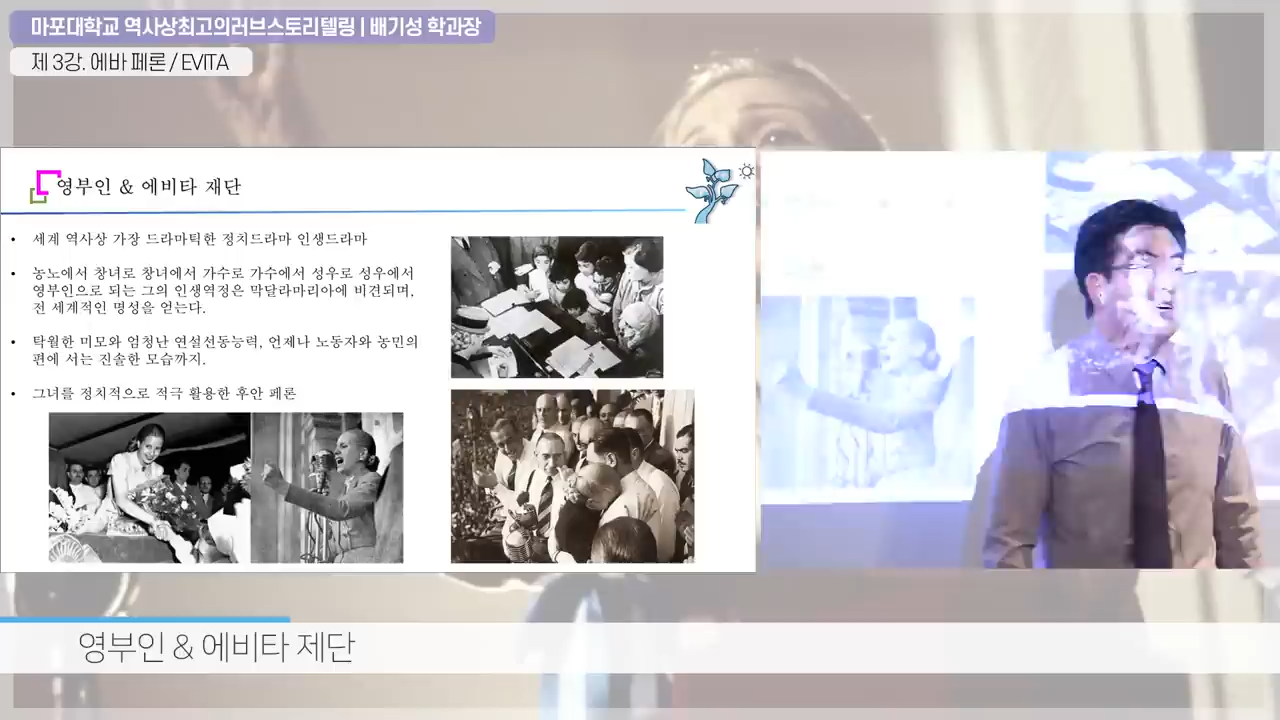 마포대학교 역사상최고의러브스토리텔링 | 배기성 학과장
제 3강. 에바 페론 / EVITA
영부인 & 에비타 재단
• 세계 역사상 가장 드라마틱한 정치드라마 인생드라마
• 농노에서 창녀로 창녀에서 가수로 가수에서 성우로 성우에서
영부인으로 되는 그의 인생역정은 막달라마리아에 비견되며,
전 세계적인 명성을 얻는다.
• 탁월한 미모와 엄청난 연설선동능력, 언제나 노동자와 농민의
편에 서는 진솔한 모습까지.
• 그녀를 정치적으로 적극 활용한 후안 페론
영부인 & 에비타 제단